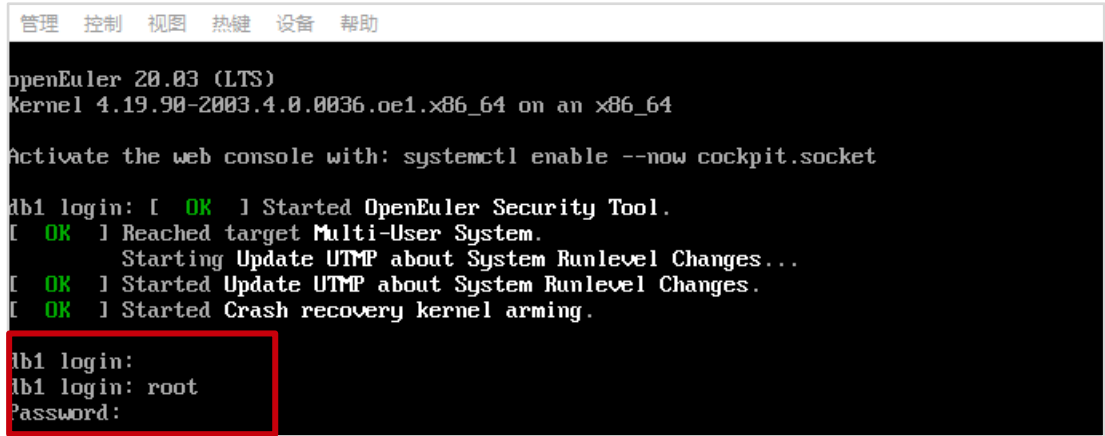 管理 控制 视图 热键 设备 帮助
openEuler 20.03 (LTS)
Kernel 4.19.90-2003.4.0.0036.oe1.x86_64 on an x86_64
Activate the web console with: systemctl enable --now cockpit.socket
db1 login: [  OK  ] Started OpenEuler Security Tool.
[  OK  ] Reached target Multi-User System.
Starting Update UTMP about System Runlevel Changes...
[  OK  ] Started Update UTMP about System Runlevel Changes.
[  OK  ] Started Crash recovery kernel arming.
db1 login:
db1 login: root
Password: